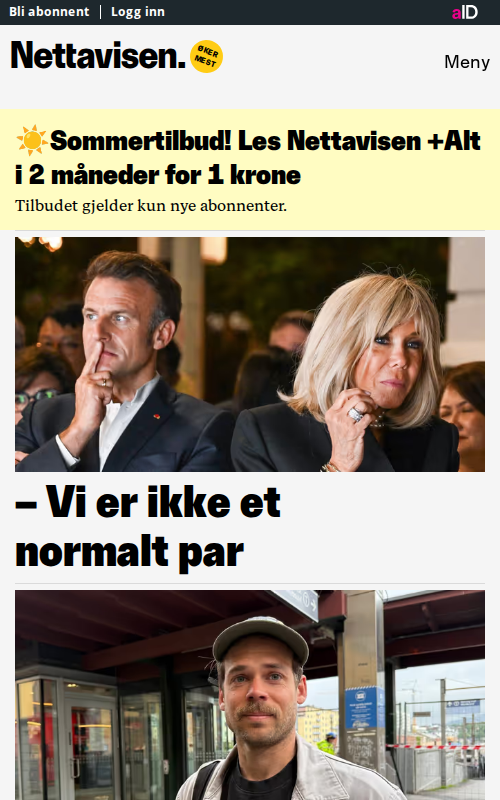 Bli abonnent | Logg inn
aID
Nettavisen.
ØKER
MEST
Meny
☀️Sommertilbud! Les Nettavisen +Alt
i 2 måneder for 1 krone
Tilbudet gjelder kun nye abonnenter.
– Vi er ikke et
normalt par